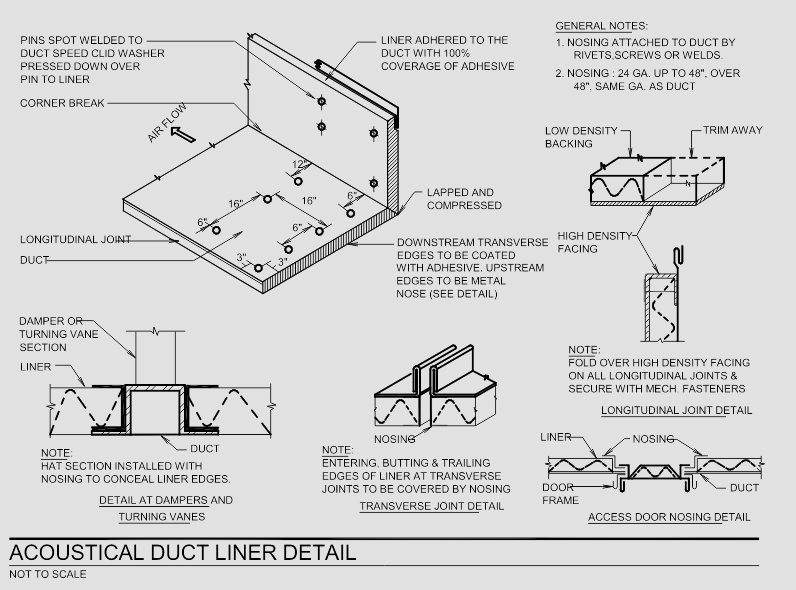 PINS SPOT WELDED TO
DUCT SPEED CLID WASHER
PRESSED DOWN OVER
PIN TO LINER
CORNER BREAK
AIR FLOW
LINER ADHERED TO THE
DUCT WITH 100%
COVERAGE OF ADHESIVE
12"
16"
16"
6"
6"
6"
3"
3"
LONGITUDINAL JOINT
DUCT
LAPPED AND
COMPRESSED
DOWNSTREAM TRANSVERSE
EDGES TO BE COATED
WITH ADHESIVE. UPSTREAM
EDGES TO BE METAL
NOSE (SEE DETAIL)
GENERAL NOTES:
1. NOSING ATTACHED TO DUCT BY
RIVETS,SCREWS OR WELDS.
2. NOSING : 24 GA. UP TO 48", OVER
48", SAME GA. AS DUCT
LOW DENSITY
BACKING
TRIM AWAY
HIGH DENSITY
FACING
NOTE:
FOLD OVER HIGH DENSITY FACING
ON ALL LONGITUDINAL JOINTS &
SECURE WITH MECH. FASTENERS
LONGITUDINAL JOINT DETAIL
DAMPER OR
TURNING VANE
SECTION
LINER
DUCT
NOTE:
HAT SECTION INSTALLED WITH
NOSING TO CONCEAL LINER EDGES.
DETAIL AT DAMPERS AND
TURNING VANES
NOSING
NOTE:
ENTERING, BUTTING & TRAILING
EDGES OF LINER AT TRANSVERSE
JOINTS TO BE COVERED BY NOSING
TRANSVERSE JOINT DETAIL
LINER
NOSING
DOOR
FRAME
DUCT
ACCESS DOOR NOSING DETAIL
ACOUSTICAL DUCT LINER DETAIL
NOT TO SCALE